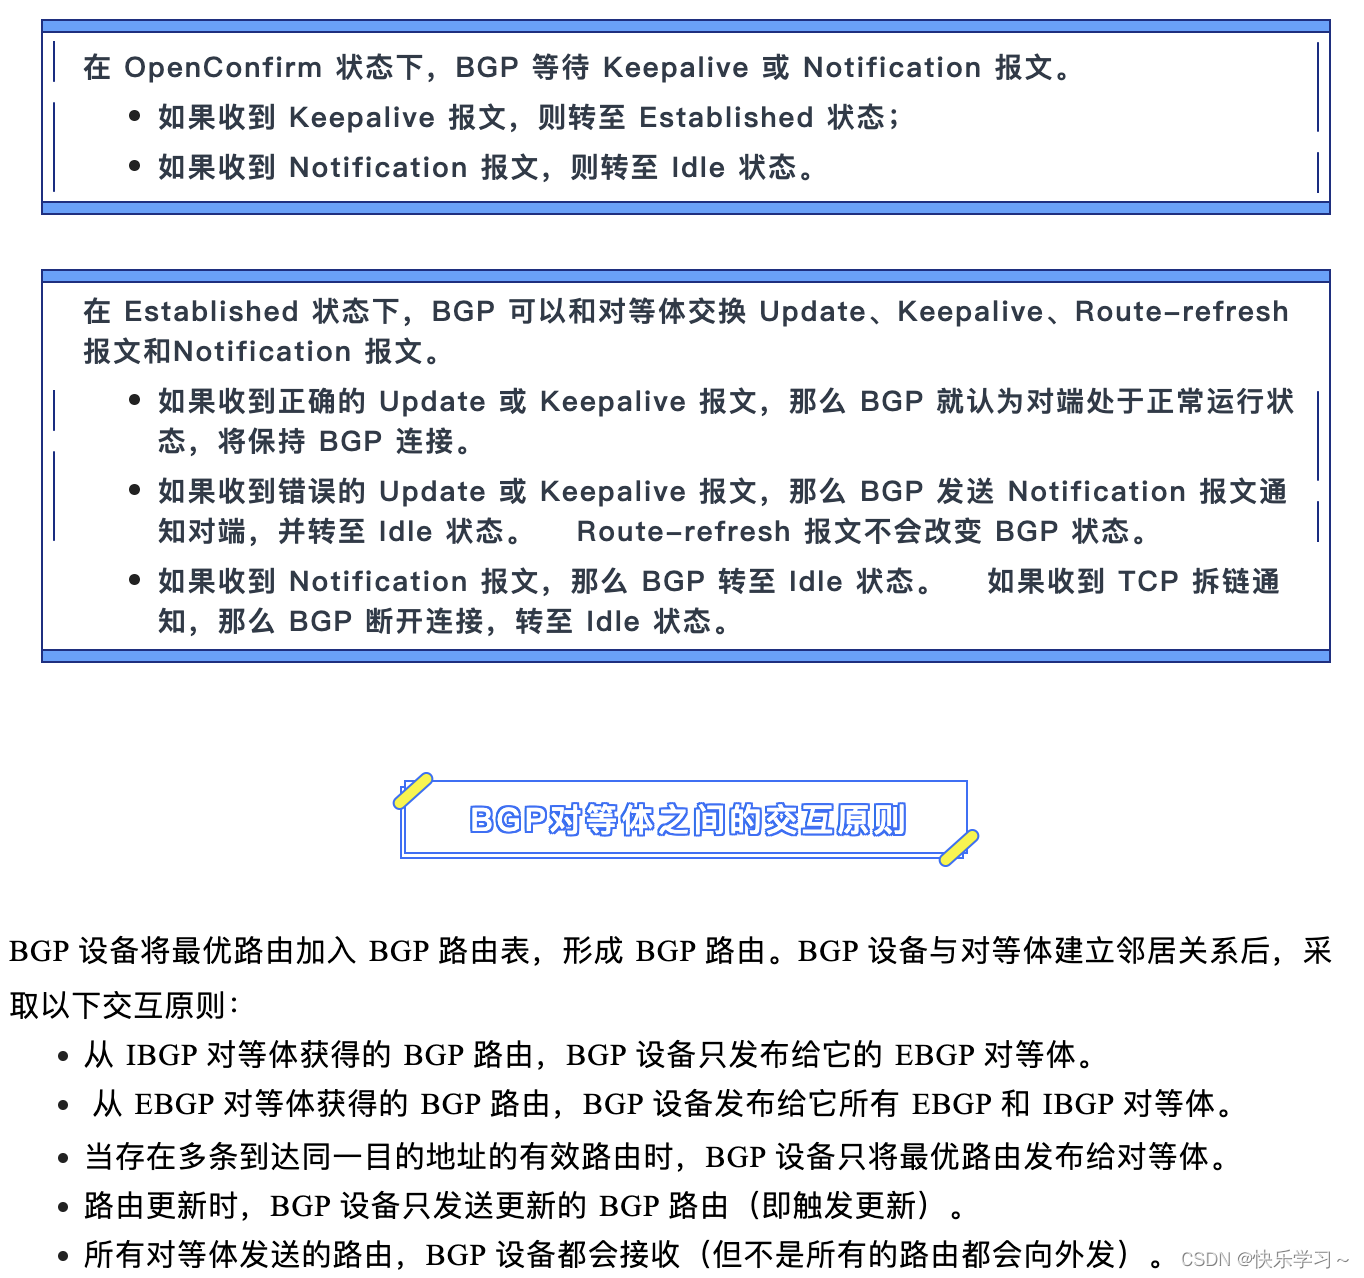 在 OpenConfirm 状态下，BGP 等待 Keepalive 或 Notification 报文。
• 如果收到 Keepalive 报文，则转至 Established 状态；
• 如果收到 Notification 报文，则转至 Idle 状态。
在 Established 状态下，BGP 可以和对等体交换 Update、Keepalive、Route-refresh
报文和Notification 报文。
• 如果收到正确的 Update 或 Keepalive 报文，那么 BGP 就认为对端处于正常运行状
态，将保持 BGP 连接。
• 如果收到错误的 Update 或 Keepalive 报文，那么 BGP 发送 Notification 报文通
知对端，并转至 Idle 状态。 Route-refresh 报文不会改变 BGP 状态。
• 如果收到 Notification 报文，那么 BGP 转至 Idle 状态。 如果收到 TCP 拆链通
知，那么 BGP 断开连接，转至 Idle 状态。
BGP对等体之间的交互原则
BGP 设备将最优路由加入 BGP 路由表，形成 BGP 路由。BGP 设备与对等体建立邻居关系后，采
取以下交互原则：
• 从 IBGP 对等体获得的 BGP 路由，BGP 设备只发布给它的 EBGP 对等体。
• 从 EBGP 对等体获得的 BGP 路由，BGP 设备发布给它所有 EBGP 和 IBGP 对等体。
• 当存在多条到达同一目的地址的有效路由时，BGP 设备只将最优路由发布给对等体。
• 路由更新时，BGP 设备只发送更新的 BGP 路由（即触发更新）。
• 所有对等体发送的路由，BGP 设备都会接收（但不是所有的路由都会向外发）。
CSDN @快乐学习～